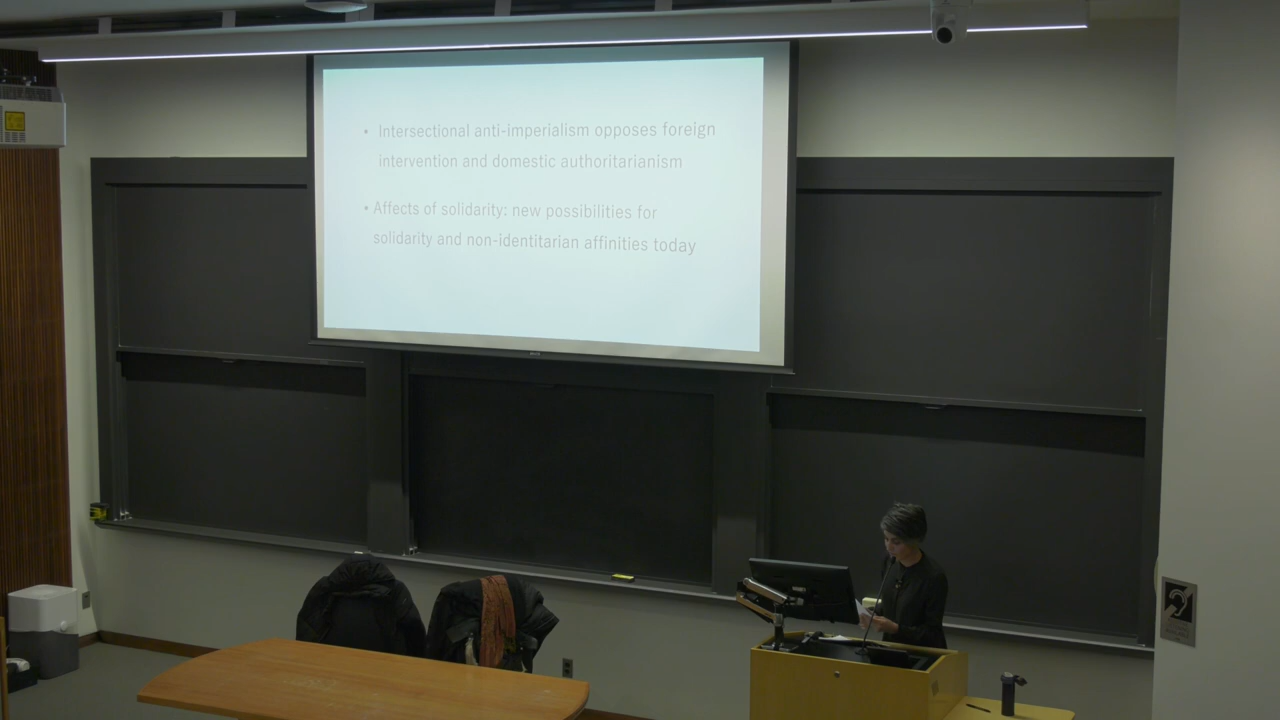 • Intersectional anti-imperialism opposes foreign
intervention and domestic authoritarianism
• Affects of solidarity: new possibilities for
solidarity and non-identitarian affinities today